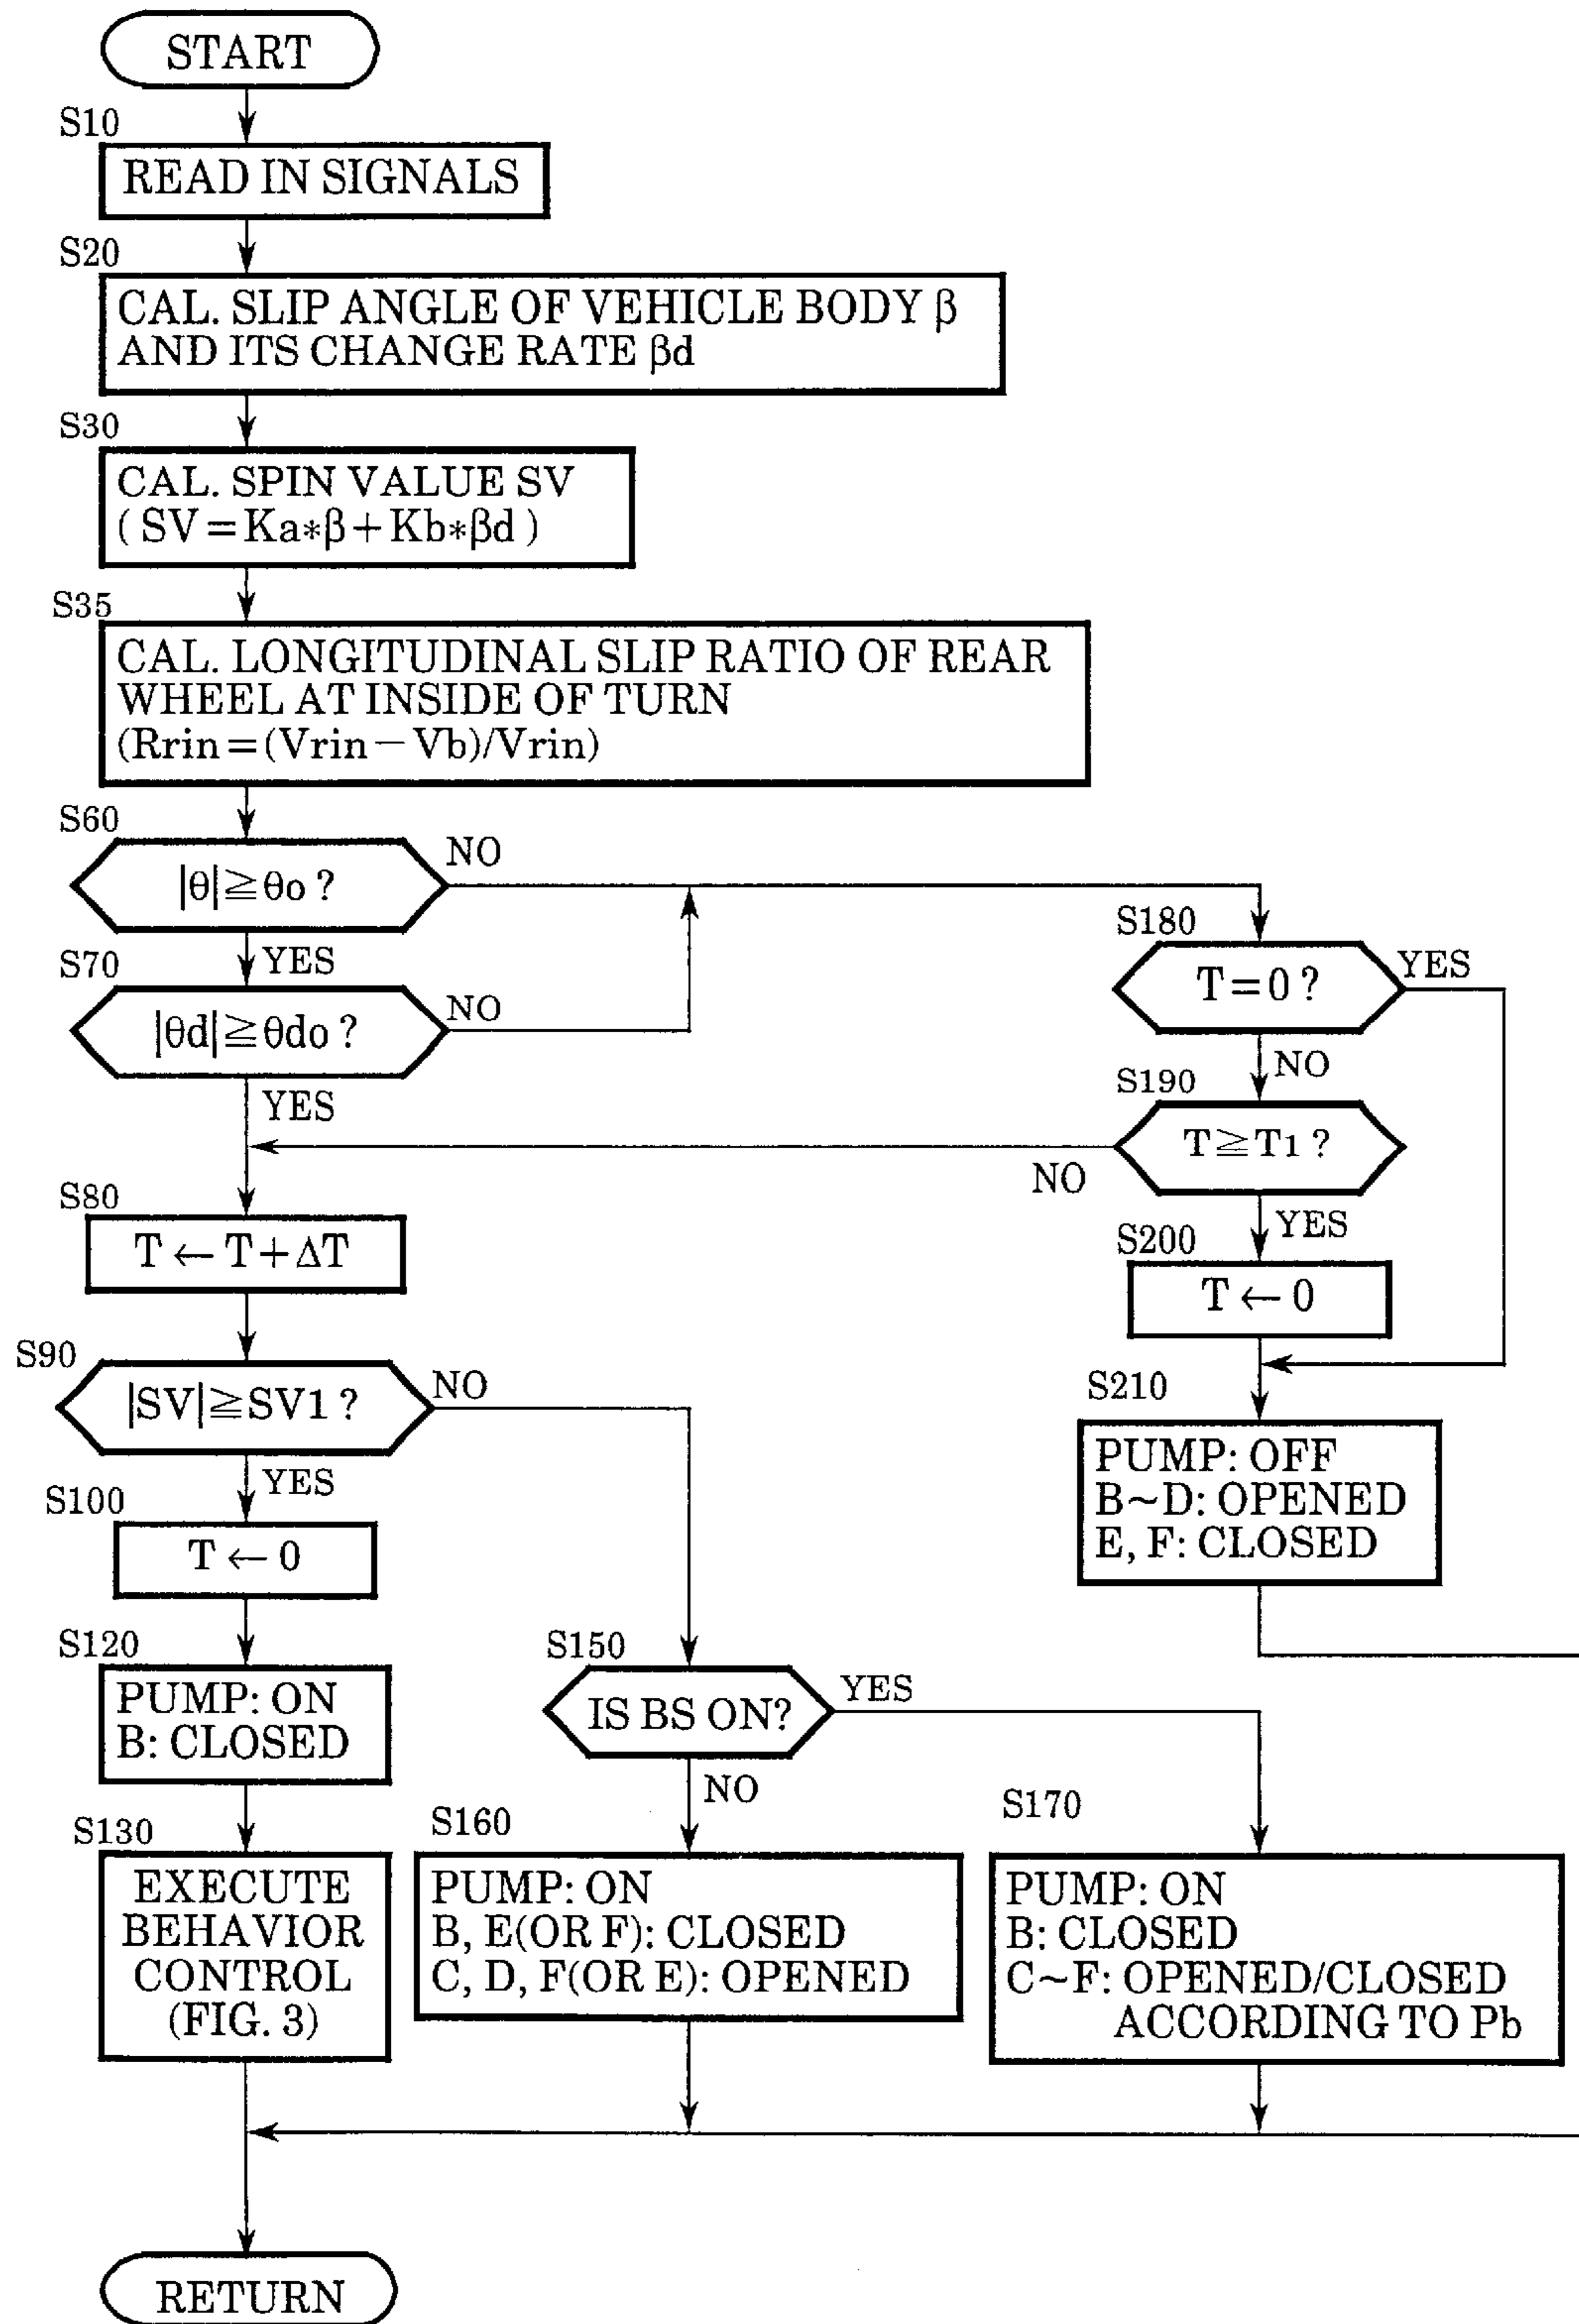 START
S10
READ IN SIGNALS
S20
CAL. SLIP ANGLE OF VEHICLE BODY β
AND ITS CHANGE RATE βd
S30
CAL. SPIN VALUE SV
( SV=Ka*β+Kb*βd )
S35
CAL. LONGITUDINAL SLIP RATIO OF REAR
WHEEL AT INSIDE OF TURN
(Rrin=(Vrin−Vb)/Vrin)
S60
|θ|≧θo ?
NO
YES
S70
|θd|≧θdo ?
NO
YES
S180
T=0 ?
YES
NO
S190
T≧T1 ?
NO
YES
S200
T←0
S80
T←T+ΔT
S90
|SV|≧SV1 ?
NO
YES
S210
PUMP: OFF
B~D: OPENED
E, F: CLOSED
S100
T←0
S120
PUMP: ON
B: CLOSED
S150
IS BS ON?
YES
NO
S130
EXECUTE
BEHAVIOR
CONTROL
(FIG. 3)
S160
PUMP: ON
B, E(OR F): CLOSED
C, D, F(OR E): OPENED
S170
PUMP: ON
B: CLOSED
C~F: OPENED/CLOSED
ACCORDING TO Pb
RETURN